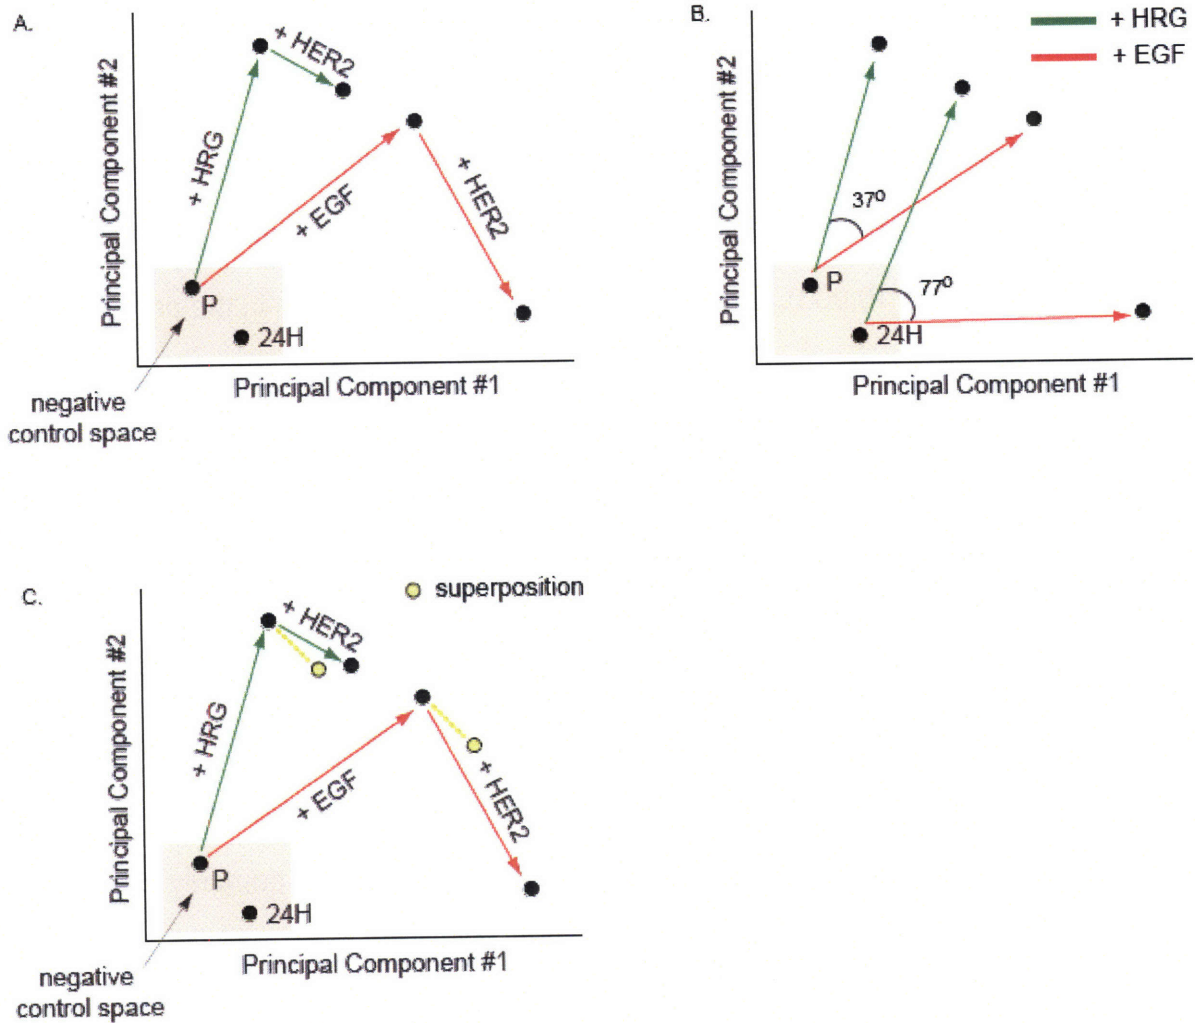 A.
+ HER2
+ HRG
+ EGF
+ HER2
P
24H
Principal Component #2
Principal Component #1
negative
control space
B.
+ HRG
+ EGF
37º
77º
P
24H
Principal Component #2
Principal Component #1
C.
superposition
+ HER2
+ HRG
+ EGF
+ HER2
P
24H
Principal Component #2
Principal Component #1
negative
control space